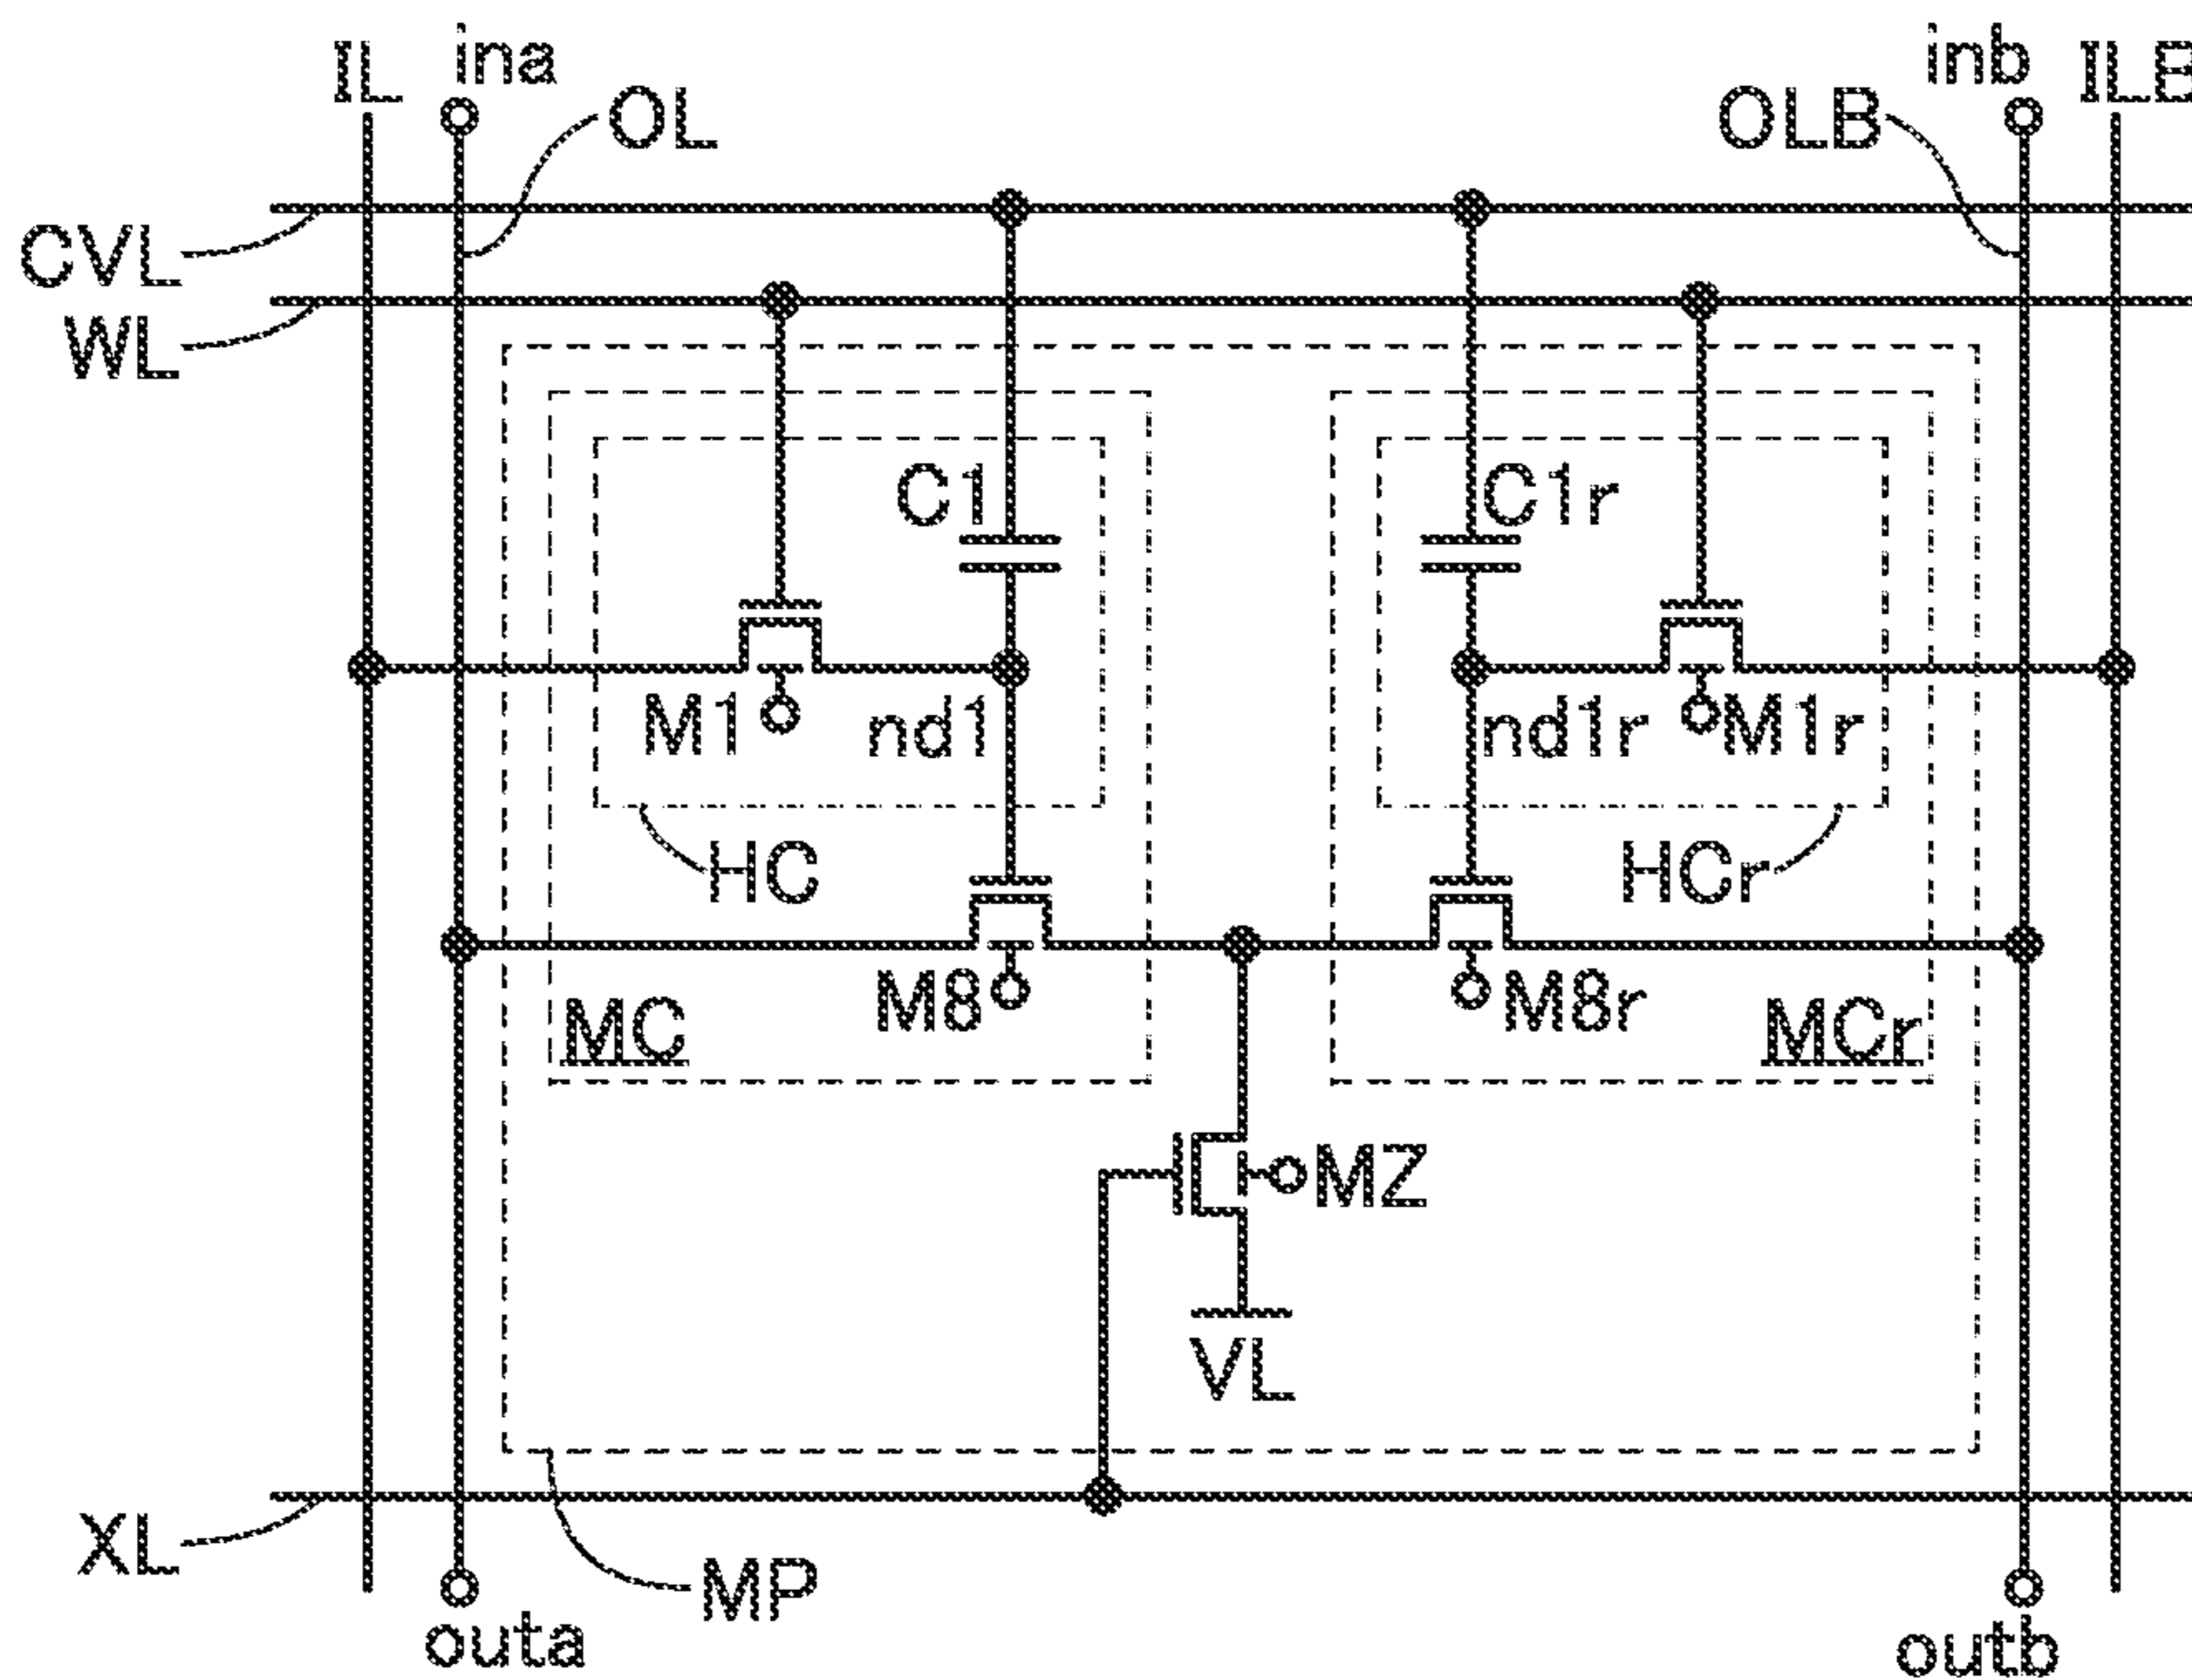 IL ina OL OLB inb ILB
CVL
WL
C1 C1r
M1 nd1 nd1r M1r
HC HCr
M8 M8r
MC MCr
MZ
VL
XL
MP
outa outb